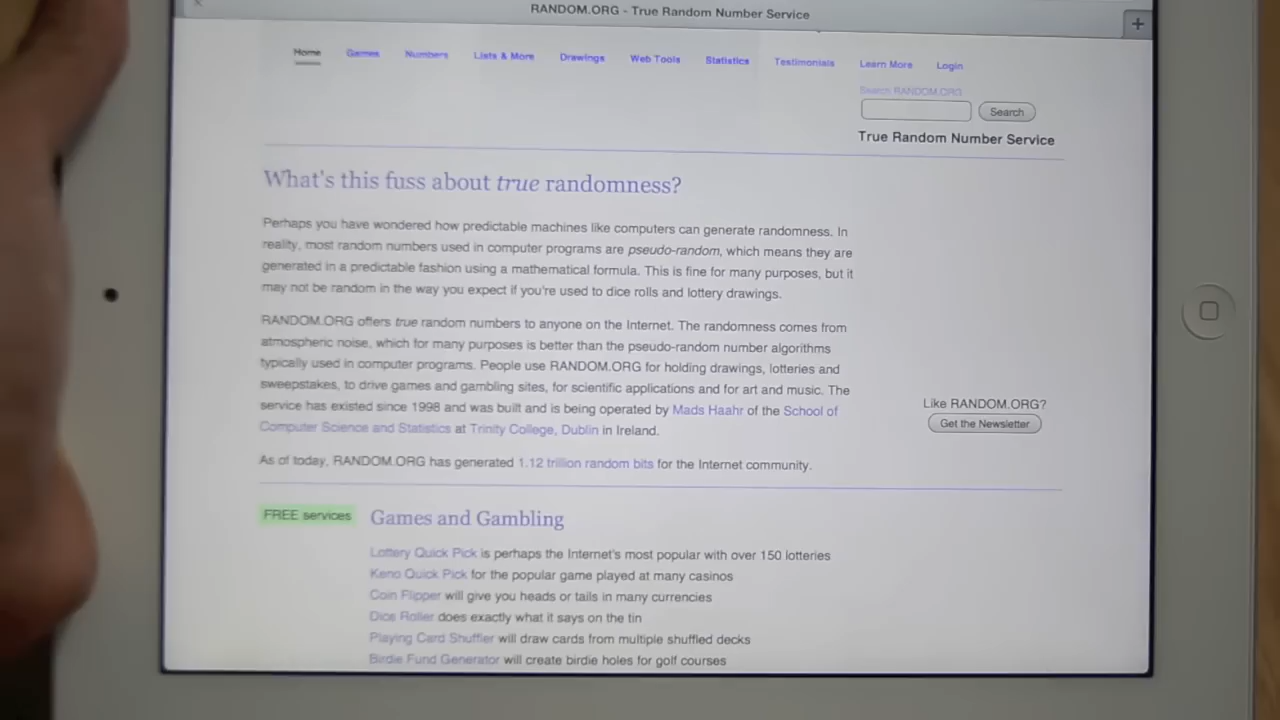 RANDOM.ORG - True Random Number Service
Home Games Numbers Lists & More Drawings Web Tools Statistics Testimonials Learn More Login
Search RANDOM.ORG
Search
True Random Number Service
What's this fuss about true randomness?
Perhaps you have wondered how predictable machines like computers can generate randomness. In
reality, most random numbers used in computer programs are pseudo-random, which means they are
generated in a predictable fashion using a mathematical formula. This is fine for many purposes, but it
may not be random in the way you expect if you're used to dice rolls and lottery drawings.
RANDOM.ORG offers true random numbers to anyone on the Internet. The randomness comes from
atmospheric noise, which for many purposes is better than the pseudo-random number algorithms
typically used in computer programs. People use RANDOM.ORG for holding drawings, lotteries and
sweepstakes, to drive games and gambling sites, for scientific applications and for art and music. The
service has existed since 1998 and was built and is being operated by Mads Haahr of the School of
Computer Science and Statistics at Trinity College, Dublin in Ireland.
Like RANDOM.ORG?
Get the Newsletter
As of today, RANDOM.ORG has generated 1.12 trillion random bits for the Internet community.
FREE services
Games and Gambling
Lottery Quick Pick is perhaps the Internet's most popular with over 150 lotteries
Keno Quick Pick for the popular game played at many casinos
Coin Flipper will give you heads or tails in many currencies
Dice Roller does exactly what it says on the tin
Playing Card Shuffler will draw cards from multiple shuffled decks
Birdie Fund Generator will create birdie holes for golf courses